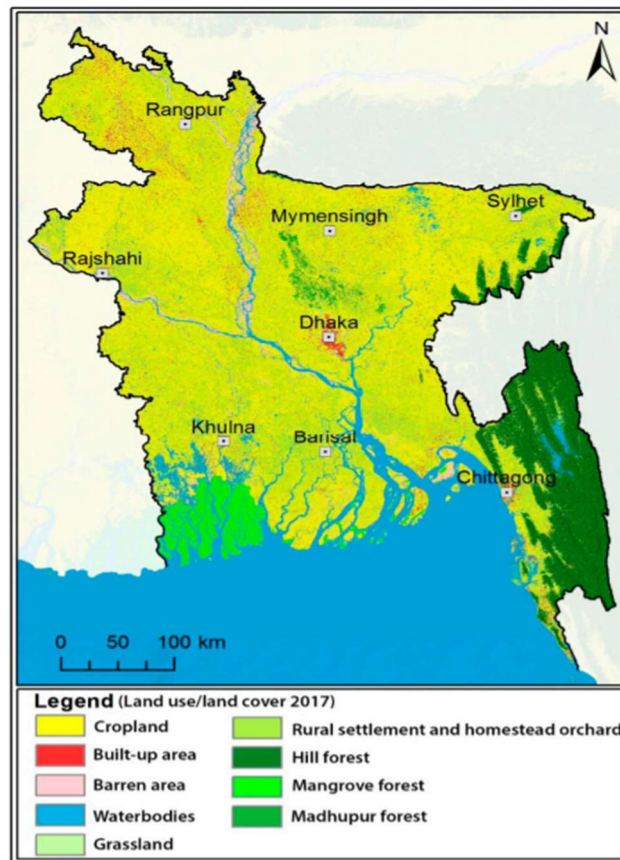 N
Rangpur
Mymensingh
Sylhet
Rajshahi
Dhaka
Khulna
Barisal
Chittagong
0 50 100 km
Legend (Land use/land cover 2017)
Cropland
Built-up area
Barren area
Waterbodies
Grassland
Rural settlement and homestead orchard
Hill forest
Mangrove forest
Madhupur forest